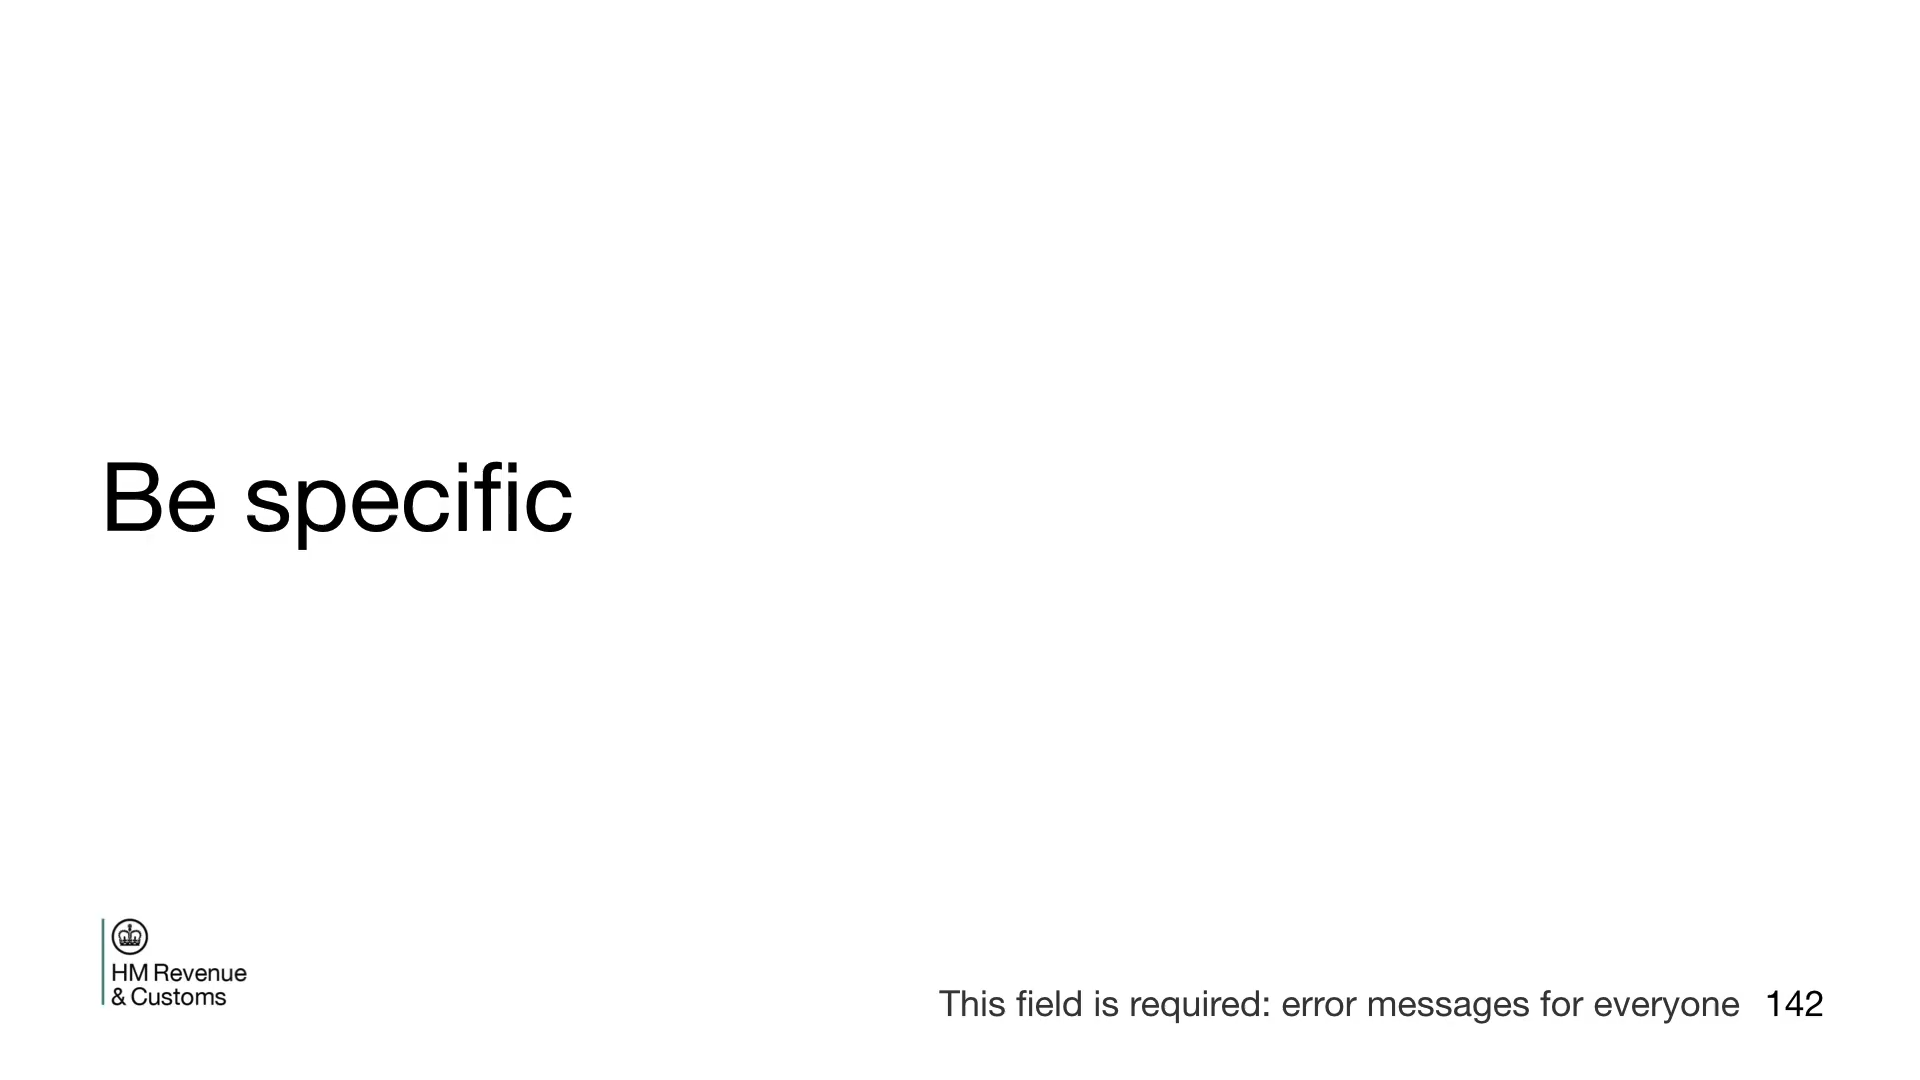 Be specific
HM Revenue
& Customs
This field is required: error messages for everyone 142